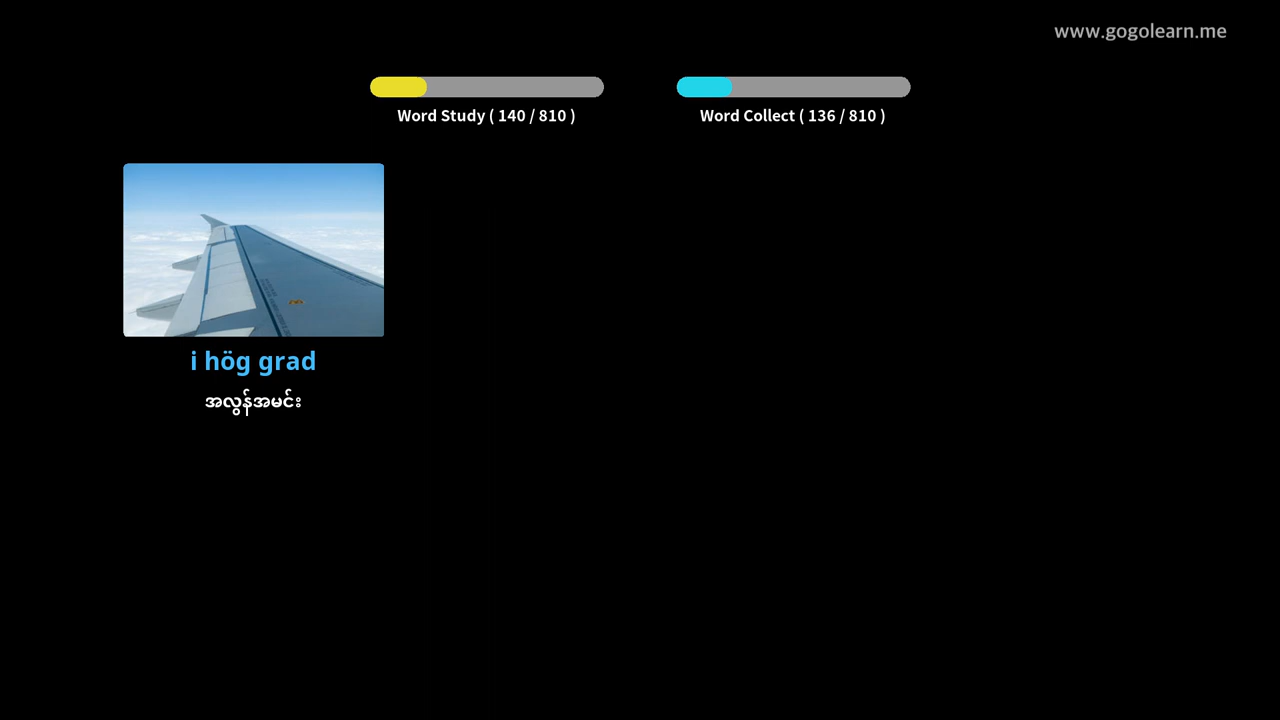 www.gogolearn.me
Word Study ( 140 / 810 )
Word Collect ( 136 / 810 )
i hög grad
အလွန်အမင်း